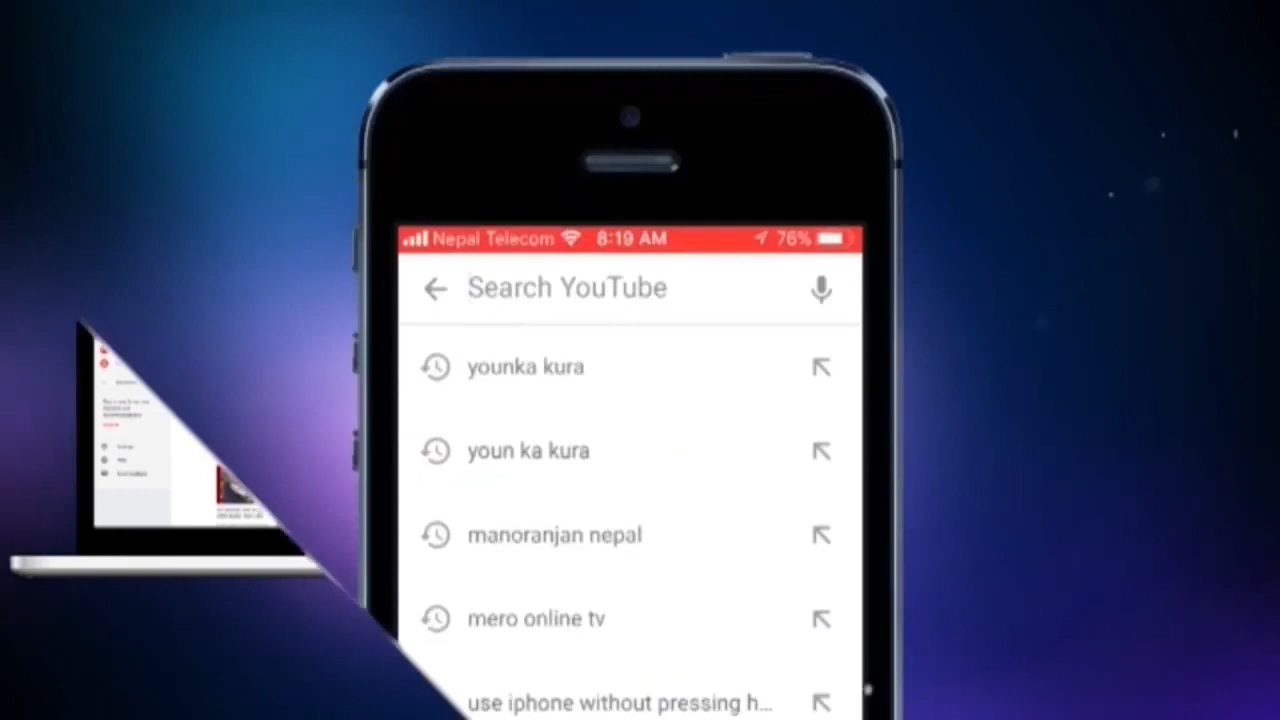 Nepal Telecom 8:19 AM 76%
Search YouTube
younka kura
youn ka kura
manoranjan nepal
mero online tv
use iphone without pressing h...